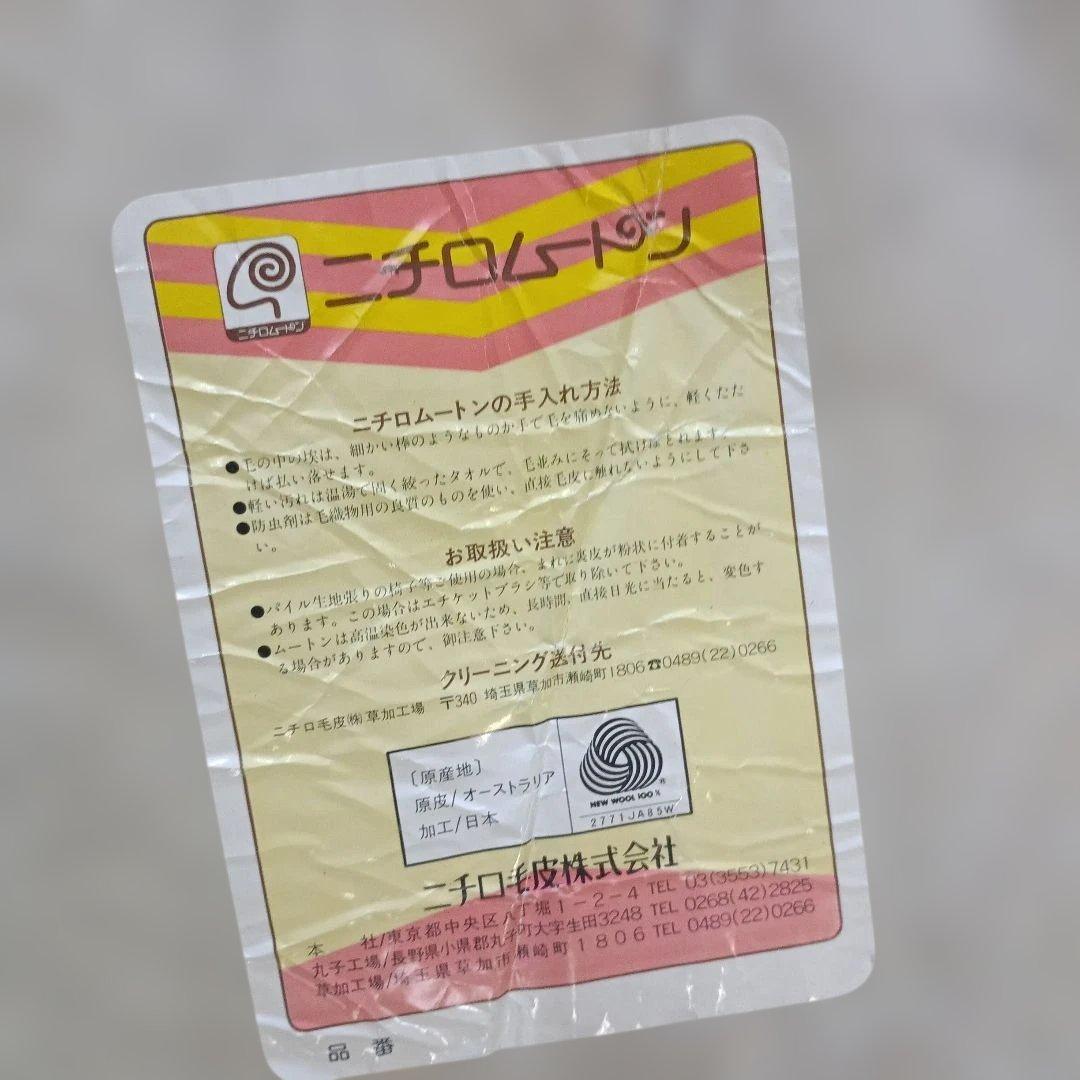 ニチロムートン
ニチロムートン
ニチロムートンの手入れ方法
●毛の中の埃は、細かい棒のようなものか手で毛を痛めないように、軽くたた
けば払い落せます。
●軽い汚れは温湯で固く絞ったタオルで、毛並みにそって拭けばとれます。
●防虫剤は毛織物用の良質のものを使い、直接毛皮に触れないようにして下さ
い。
お取扱い注意
●パイル生地張りの椅子等ご使用の場合、まれに裏皮が粉状に付着することが
あります。この場合はエチケットブラシ等で取り除いて下さい。
●ムートンは高温染色が出来ないため、長時間、直接日光に当たると、変色す
る場合がありますので、御注意下さい。
クリーニング送付先
ニチロ毛皮㈱草加工場 〒340 埼玉県草加市瀬崎町1806☎0489(22)0266
〔原産地〕
原皮/オーストラリア
加工/日本
NEW WOOL 100%
2771JA85W
ニチロ毛皮株式会社
本 社/東京都中央区八丁堀1-2-4 TEL 03(3553)7431
丸子工場/長野県小県郡丸子町大字生田3248 TEL 0268(42)2825
草加工場/埼玉県草加市瀬崎町1806 TEL 0489(22)0266
品 番